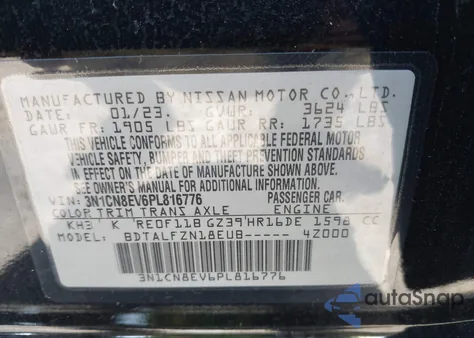 MANUFACTURED BY NISSAN MOTOR CO., LTD.
DATE: 01/23. GVWR: 3624 LBS
GAWR FR: 1905 LBS GAWR RR: 1735 LBS
THIS VEHICLE CONFORMS TO ALL APPLICABLE FEDERAL MOTOR
VEHICLE SAFETY, BUMPER, AND THEFT PREVENTION STANDARDS
IN EFFECT ON THE DATE OF MANUFACTURE SHOWN ABOVE.
SEE OWNER'S MANUAL FOR ADDITIONAL INFORMATION.
VIN: 3N1CN8EV6PL816776 PASSENGER CAR.
COLOR TRIM TRANS AXLE ENGINE
KH3 K RE0F11B GZ39 HR16DE 1598 CC
MODEL: BDTALFZN18EUB----- 4Z000
3N1CN8EV6PL816776
autoSnap